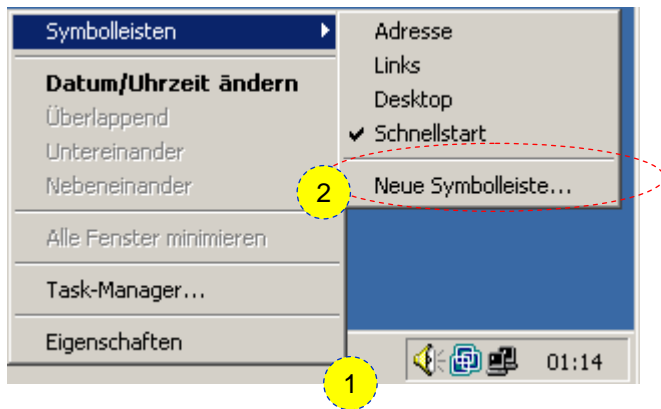 Symbolleisten
Datum/Uhrzeit ändern
Überlappend
Untereinander
Nebeneinander
Alle Fenster minimieren
Task-Manager...
Eigenschaften
Adresse
Links
Desktop
Schnellstart
Neue Symbolleiste...
2
1
01:14